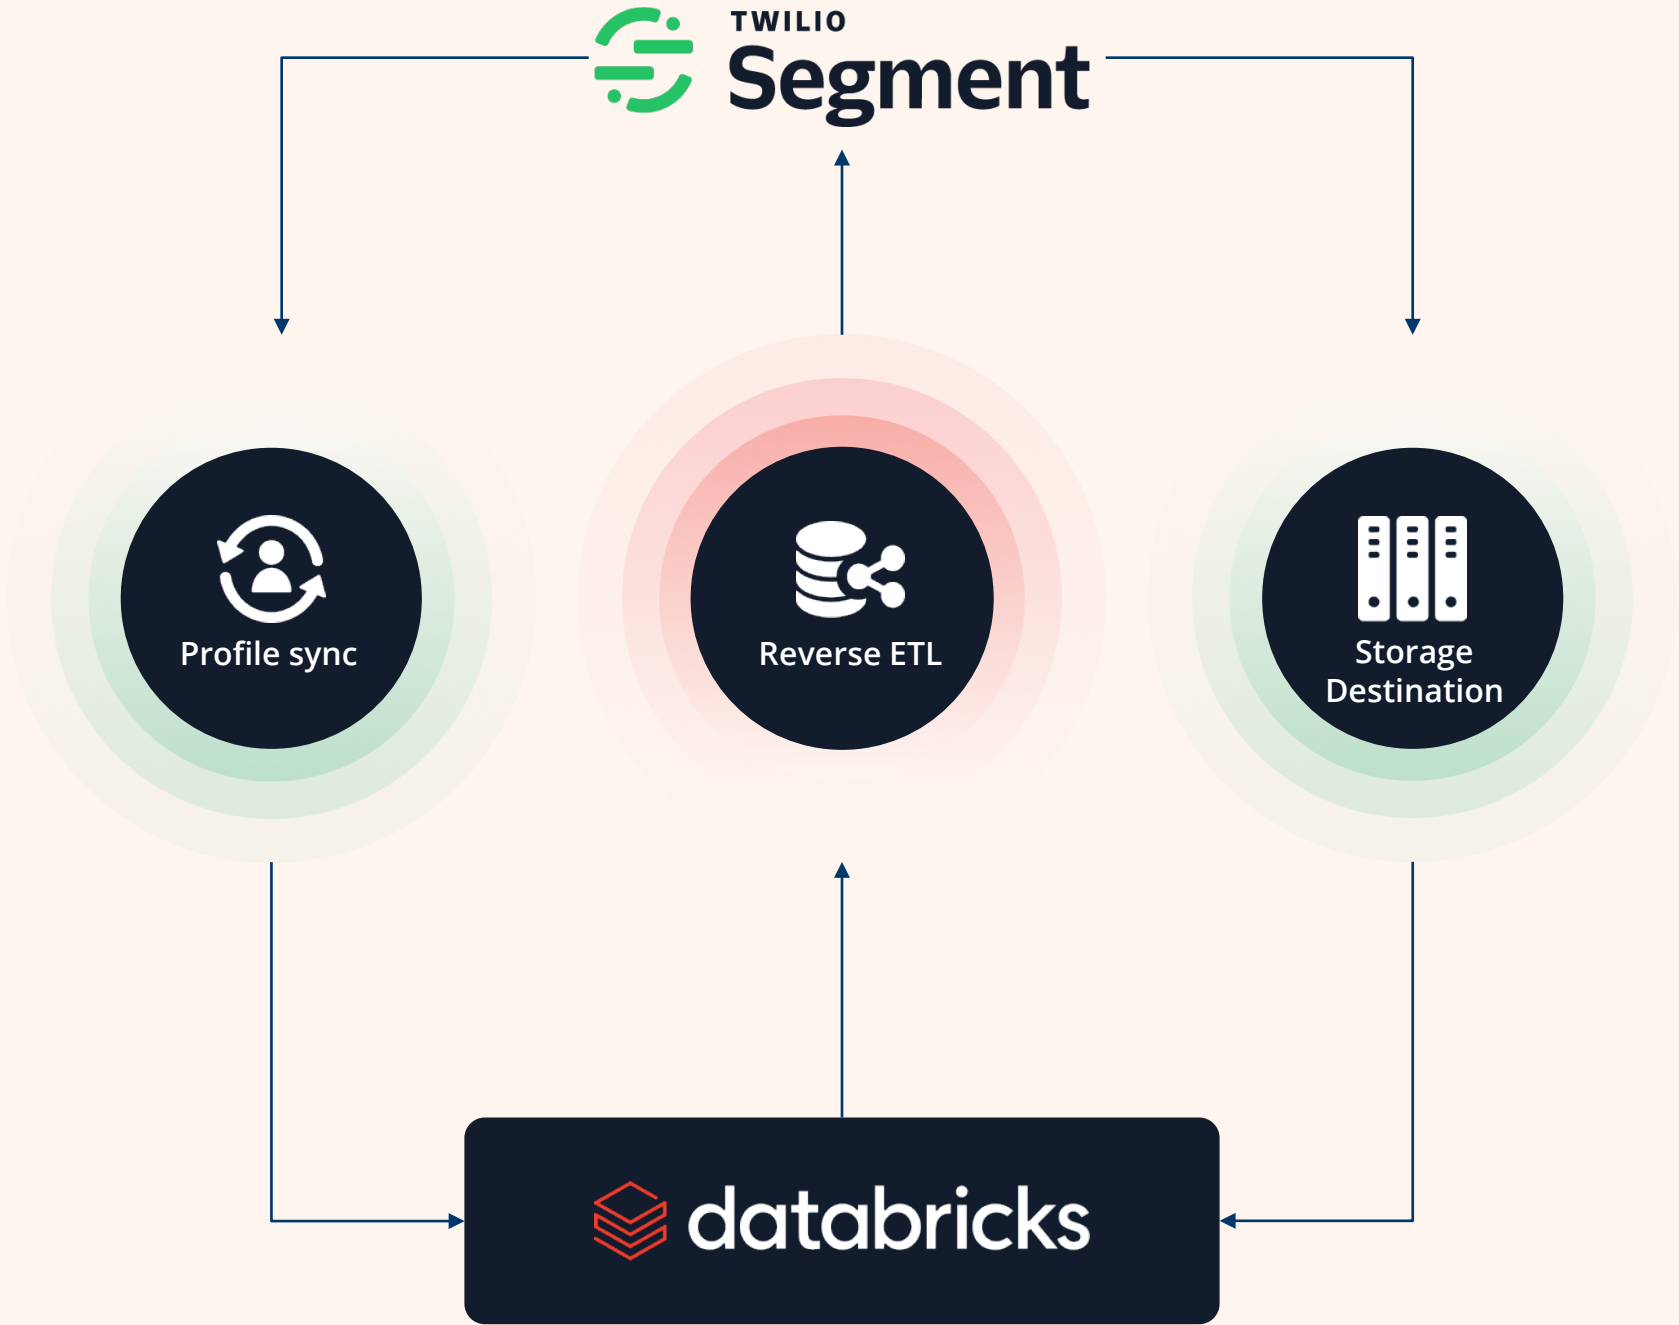 TWILIO
Segment
Profile sync
Reverse ETL
Storage
Destination
databricks